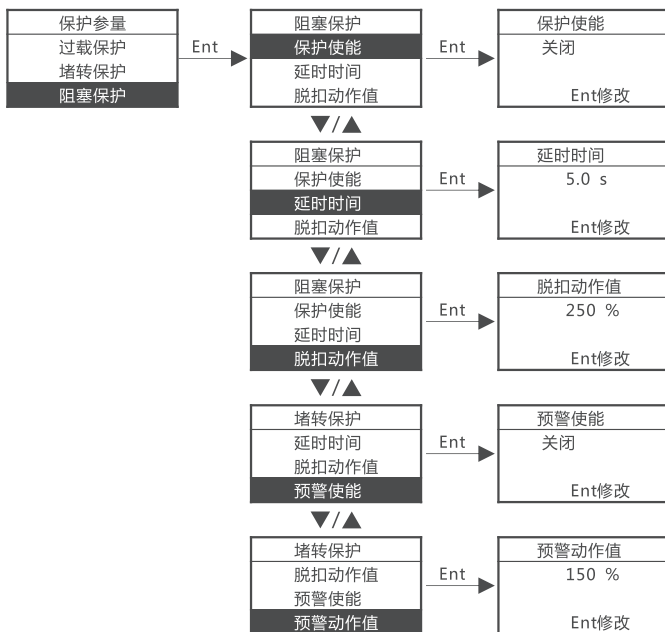 保护参量
过载保护
堵转保护
阻塞保护
Ent
阻塞保护
保护使能
延时时间
脱扣动作值
Ent
保护使能
关闭
Ent修改
▼/▲
阻塞保护
保护使能
延时时间
脱扣动作值
Ent
延时时间
5.0 s
Ent修改
▼/▲
阻塞保护
保护使能
延时时间
脱扣动作值
Ent
脱扣动作值
250 %
Ent修改
▼/▲
堵转保护
延时时间
脱扣动作值
预警使能
Ent
预警使能
关闭
Ent修改
▼/▲
堵转保护
脱扣动作值
预警使能
预警动作值
Ent
预警动作值
150 %
Ent修改